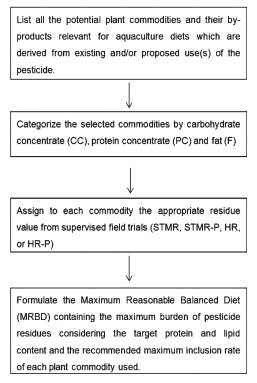 List all the potential plant commodities and their by-
products relevant for aquaculture diets which are
derived from existing and/or proposed use(s) of the
pesticide.
Categorize the selected commodities by carbohydrate
concentrate (CC), protein concentrate (PC) and fat (F)
Assign to each commodity the appropriate residue
value from supervised field trials (STMR, STMR-P, HR,
or HR-P)
Formulate the Maximum Reasonable Balanced Diet
(MRBD) containing the maximum burden of pesticide
residues considering the target protein and lipid
content and the recommended maximum inclusion rate
of each plant commodity used.